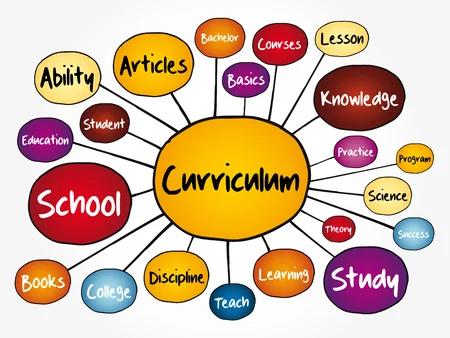 Bachelor
Courses
Lesson
Articles
Ability
Basics
Knowledge
Student
Education
Practice
Program
Curriculum
School
Science
Theory
Success
Books
College
Discipline
Teach
Learning
Study